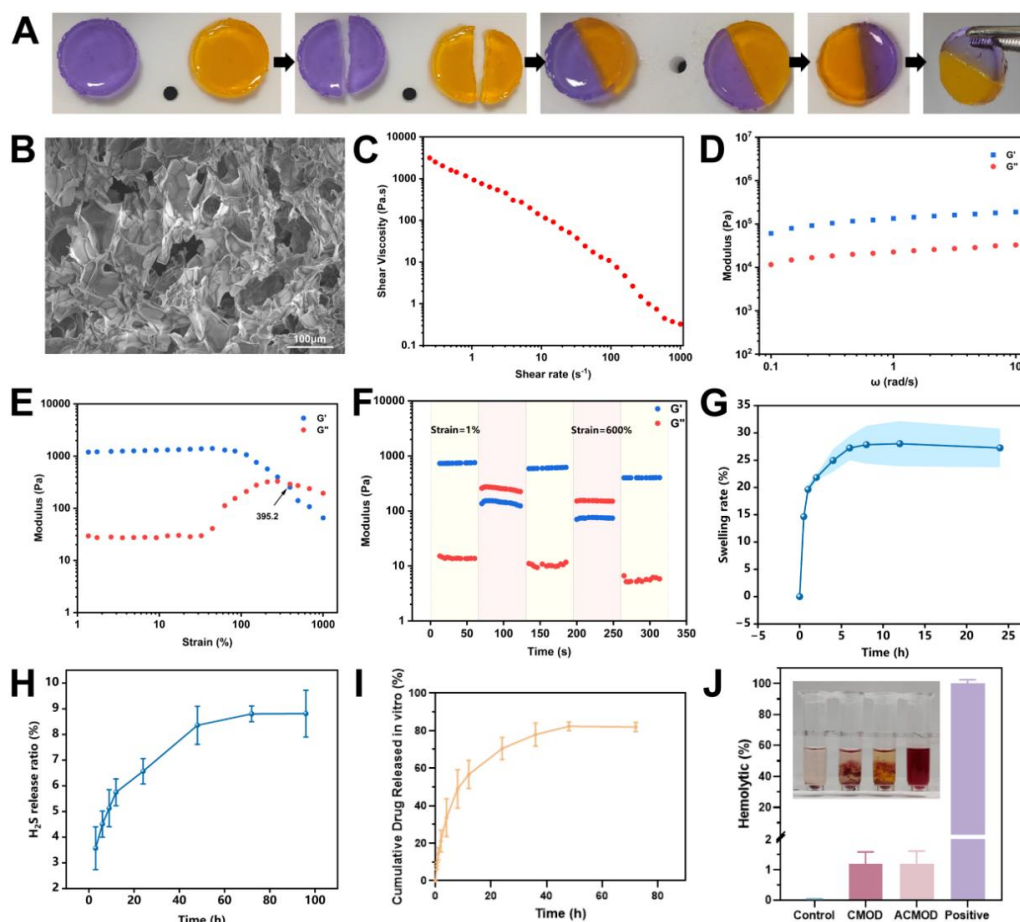 A
B
100μm
C
Shear Viscosity (Pa.s)
10000
1000
100
10
1
0.1
1
10
100
1000
Shear rate (s⁻¹)
D
Modulus (Pa)
10⁷
10⁶
10⁵
10⁴
10³
10²
0.1
1
10
ω (rad/s)
G'
G"
E
Modulus (Pa)
10000
1000
100
10
1
1
10
100
1000
Strain (%)
G'
G"
395.2
F
Modulus (Pa)
10000
1000
100
10
1
0
50
100
150
200
250
300
350
Time (s)
Strain=1%
Strain=600%
G'
G"
G
Swelling rate (%)
35
30
25
20
15
10
5
0
−5
−5
0
5
10
15
20
25
Time (h)
H
H₂S release ratio (%)
10
9
8
7
6
5
4
3
2
0
20
40
60
80
100
Time (h)
I
Cumulative Drug Released in vitro (%)
100
80
60
40
20
0
0
20
40
60
80
Time (h)
J
Hemolytic (%)
100
80
60
40
20
2
1
0
Control
CMOD
ACMOD
Positive